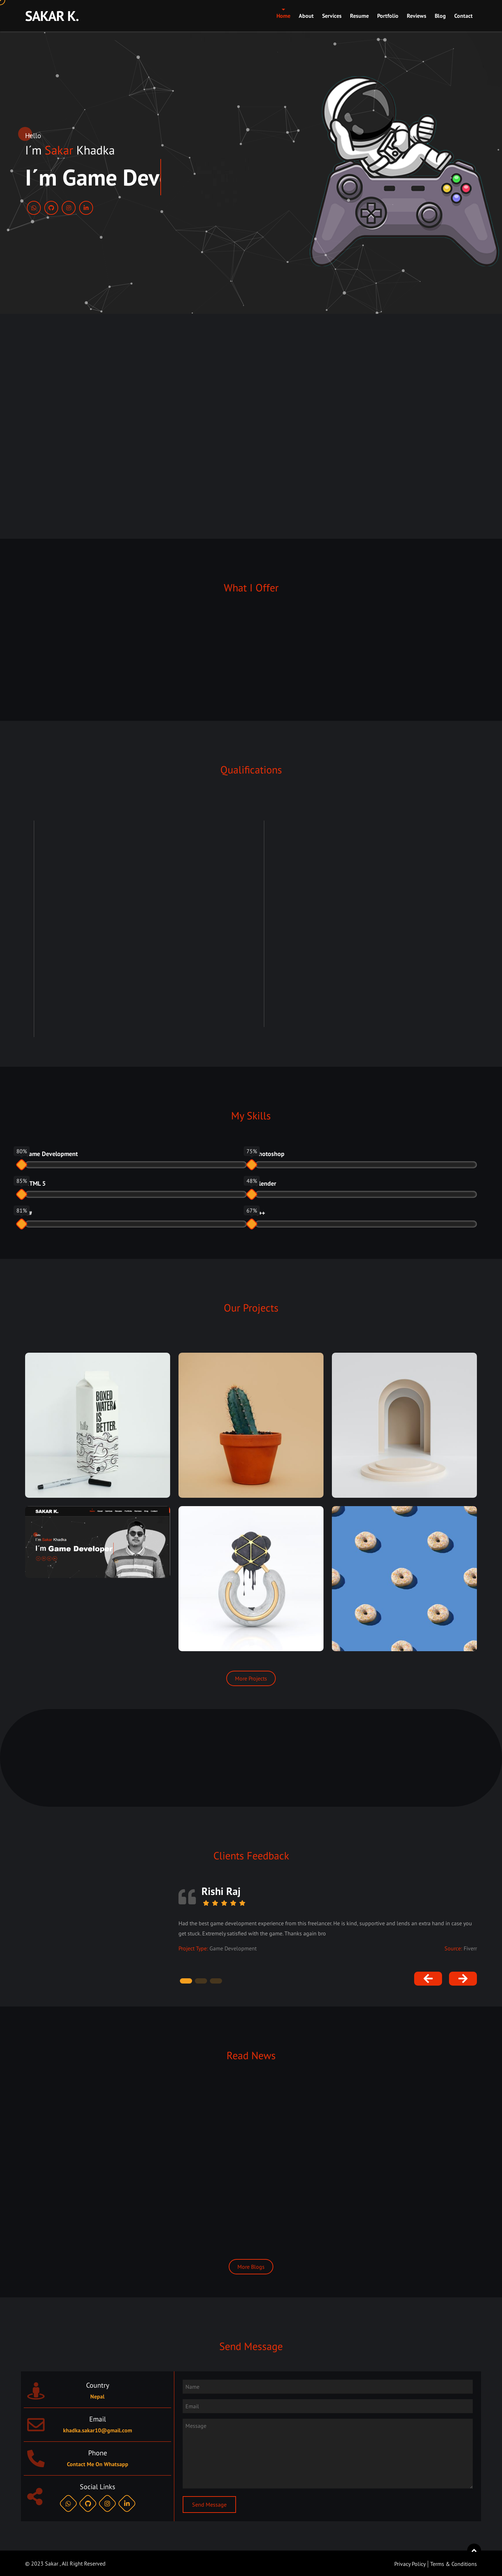 SAKAR K.
Home About Services Resume Portfolio Reviews Blog Contact
Hello
I´m Sakar Khadka
I´m Game Dev
What I Offer
Qualifications
My Skills
80%
ame Development
75%
hotoshop
85%
TML 5
48%
lender
81%
#
67%
++
Our Projects
BOXED
WATER
IS
BETTER.
SAKAR K.
I´m Sakar Khadka
I´m Game Developer
More Projects
Clients Feedback
Rishi Raj
Had the best game development experience from this freelancer. He is kind, supportive and lends an extra hand in case you
get stuck. Extremely satisfied with the game. Thanks again bro
Project Type: Game Development
Source: Fiverr
Read News
More Blogs
Send Message
Country
Nepal
Email
khadka.sakar10@gmail.com
Phone
Contact Me On Whatsapp
Social Links
Name
Email
Message
Send Message
© 2023 Sakar , All Right Reserved
Privacy Policy | Terms & Conditions